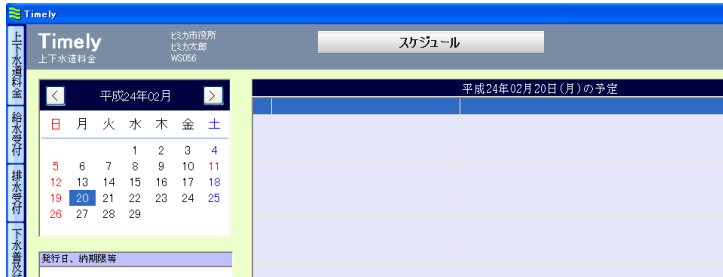 Timely
上下水道料金
給水受付
排水受付
下水普及
Timely
上下水道料金
ヒミカ市役所
ヒミカ太郎
WS056
スケジュール
平成24年02月
日 月 火 水 木 金 土
1 2 3 4
5 6 7 8 9 10 11
12 13 14 15 16 17 18
19 20 21 22 23 24 25
26 27 28 29
発行日、納期限等
平成24年02月20日(月)の予定